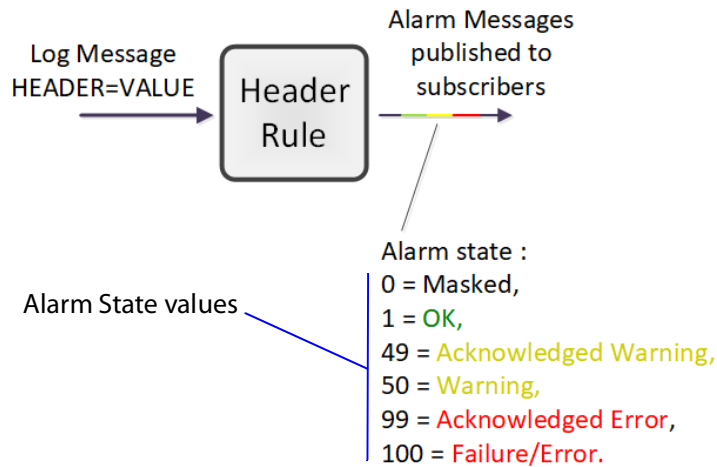 Log Message
HEADER=VALUE
Header
Rule
Alarm Messages
published to
subscribers
Alarm state :
0 = Masked,
1 = OK,
49 = Acknowledged Warning,
50 = Warning,
99 = Acknowledged Error,
100 = Failure/Error.
Alarm State values